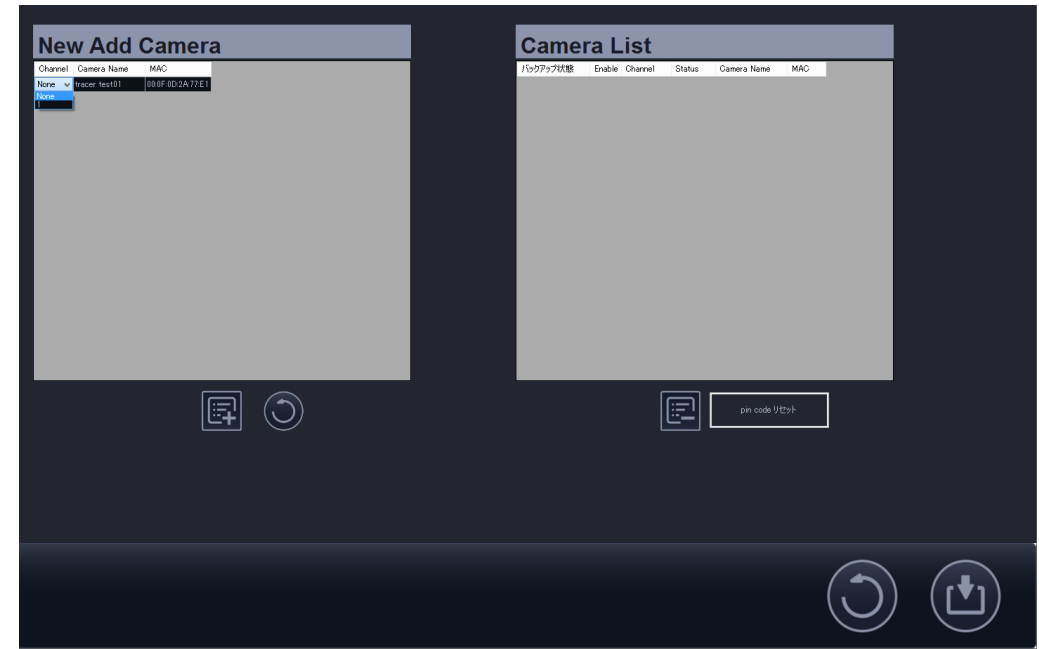 New Add Camera
Channel Camera Name MAC
None tracer test01 00:0F:0D:2A:77:E1
None
1
Camera List
バックアップ状態 Enable Channel Status Camera Name MAC
pin code リセット